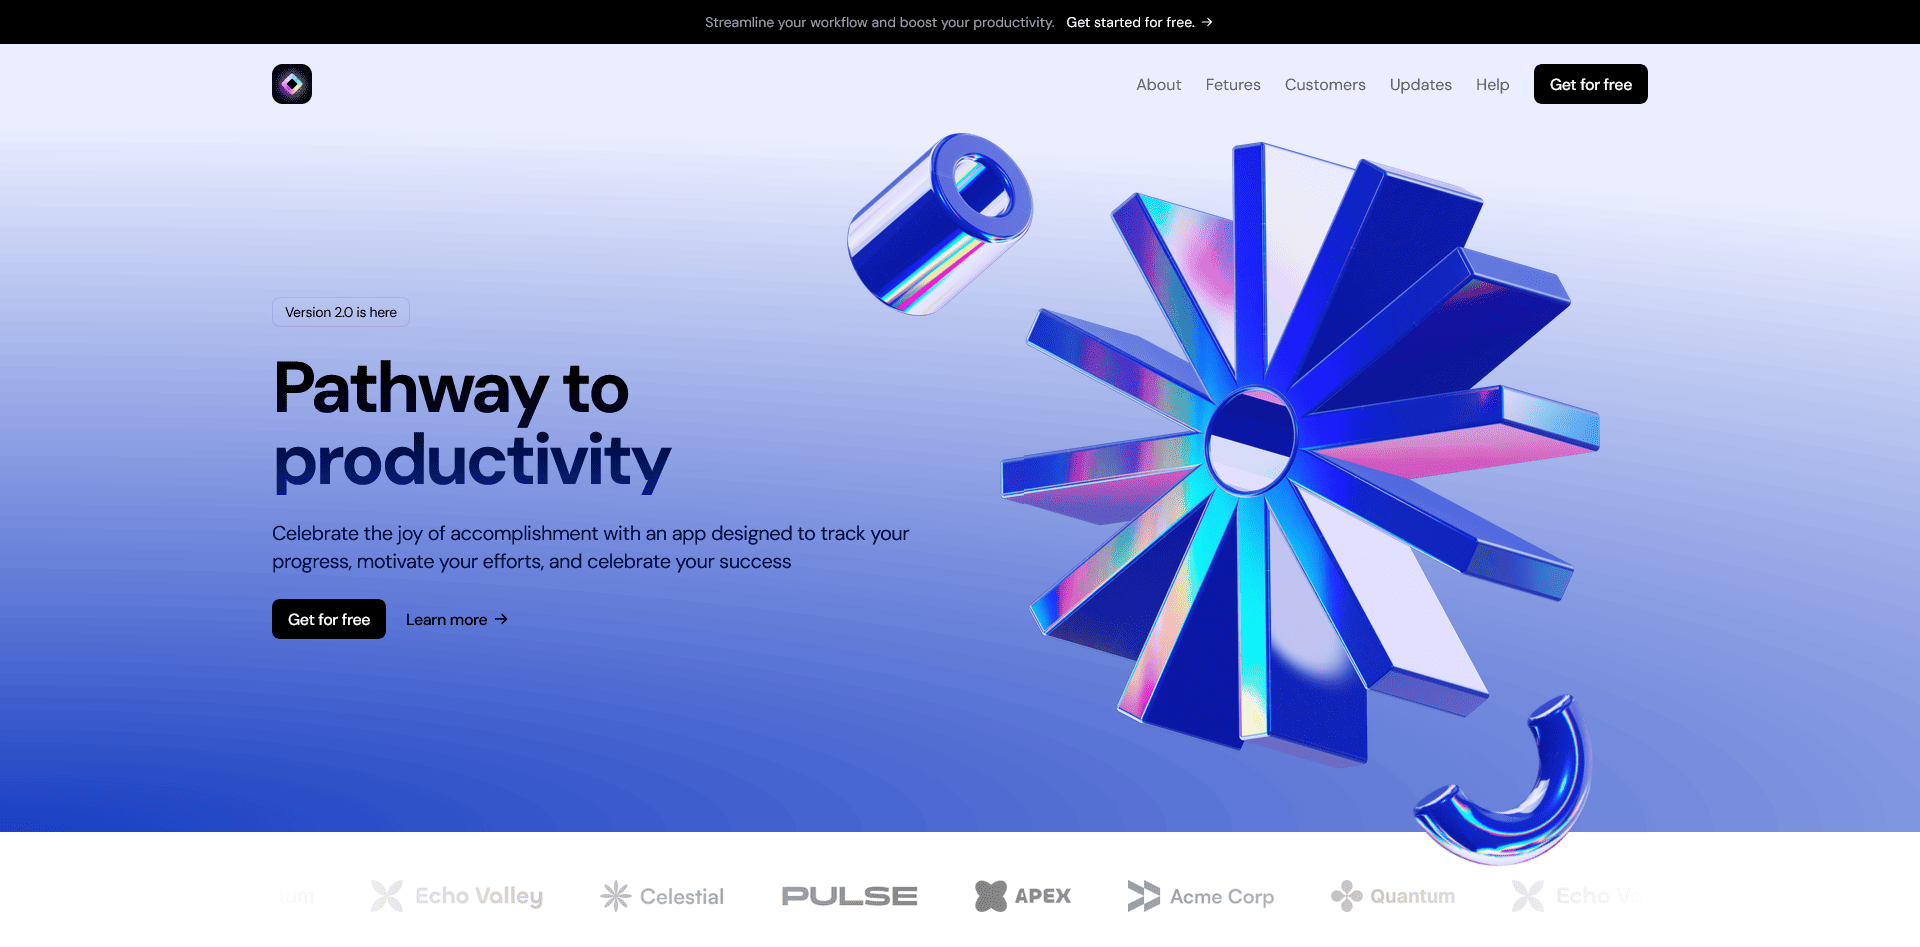 Streamline your workflow and boost your productivity. Get started for free. →
About Fetures Customers Updates Help Get for free
Version 2.0 is here
Pathway to
productivity
Celebrate the joy of accomplishment with an app designed to track your
progress, motivate your efforts, and celebrate your success
Get for free Learn more →
tum Echo Valley Celestial PULSE APEX Acme Corp Quantum Echo Va